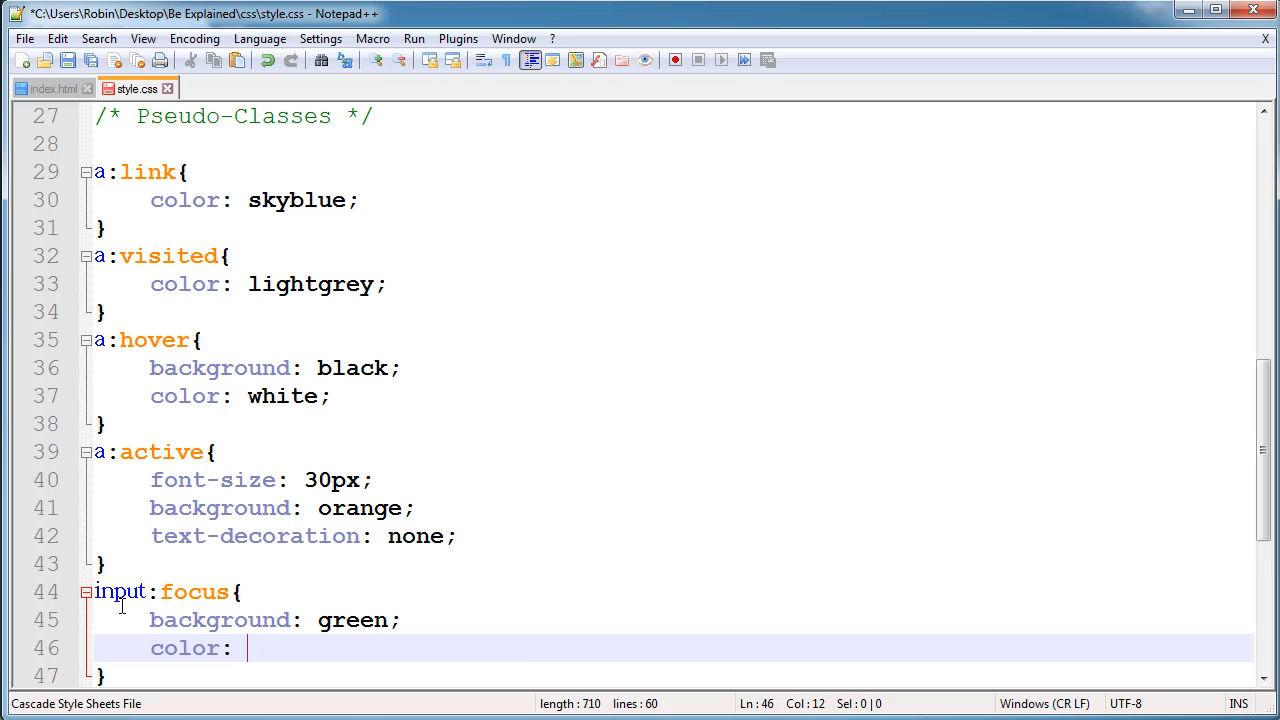 *C:\Users\Robin\Desktop\Be Explained\css\style.css - Notepad++
File Edit Search View Encoding Language Settings Macro Run Plugins Window ? X
index.html style.css
27 /* Pseudo-Classes */
28
29 a:link{
30 color: skyblue;
31 }
32 a:visited{
33 color: lightgrey;
34 }
35 a:hover{
36 background: black;
37 color: white;
38 }
39 a:active{
40 font-size: 30px;
41 background: orange;
42 text-decoration: none;
43 }
44 input:focus{
45 background: green;
46 color:
47 }
Cascade Style Sheets File length: 710 lines: 60 Ln: 46 Col: 12 Sel: 0 | 0 Windows (CR LF) UTF-8 INS